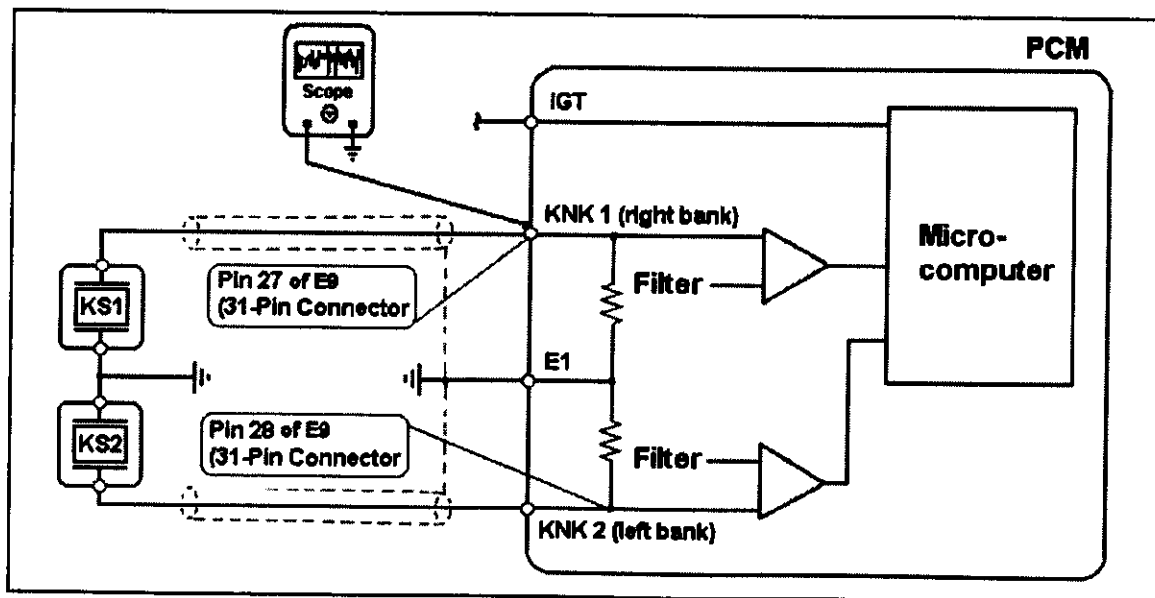 PCM
Scope
IGT
KNK 1 (right bank)
Micro-
computer
Pin 27 of E9
(31-Pin Connector
Filter
KS1
E1
KS2
Pin 28 of E9
(31-Pin Connector
Filter
KNK 2 (left bank)